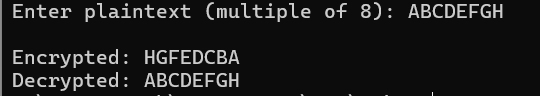 Enter plaintext (multiple of 8): ABCDEFGH
Encrypted: HGFEDCBA
Decrypted: ABCDEFGH